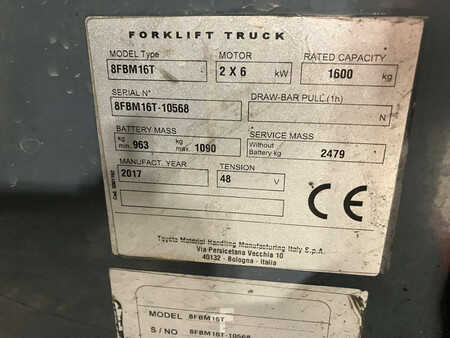 FORKLIFT TRUCK
MODEL Type MOTOR RATED CAPACITY
8FBM16T 2 X 6 kW 1600 kg
SERIAL N° DRAW-BAR PULL (1h)
8FBM16T-10568 N
BATTERY MASS SERVICE MASS
kg min. 963 kg max. 1090 Without Battery kg 2479
MANUFACT. YEAR TENSION
2017 48 V
CE
Toyota Material Handling Manufacturing Italy S.p.A.
Via Persicetana Vecchia 10
40132 - Bologna - Italia
MODEL 8FBM16T
S / NO 8FBM16T-10568